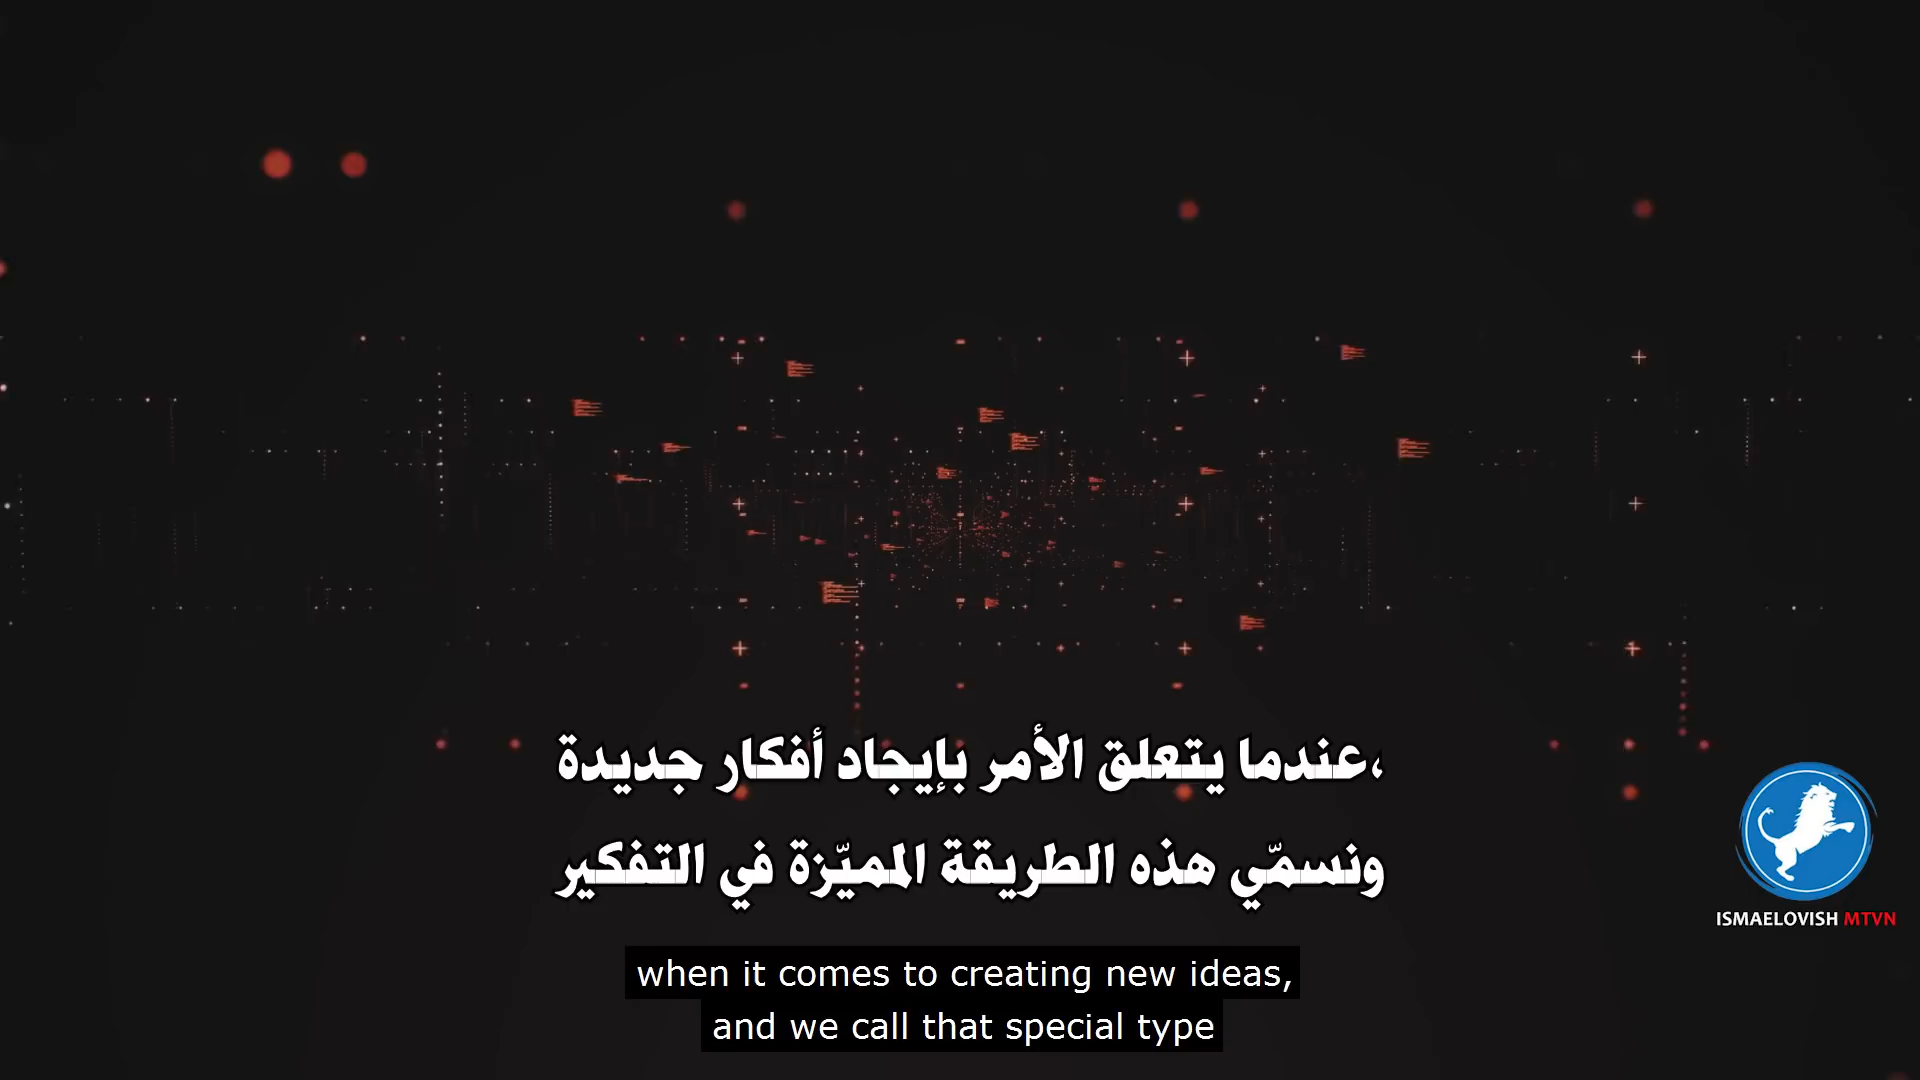 عندما يتعلق الأمر بإيجاد أفكار جديدة،
ونسمّي هذه الطريقة المميّزة في التفكير
ISMAELOVISH MTVN
when it comes to creating new ideas,
and we call that special type